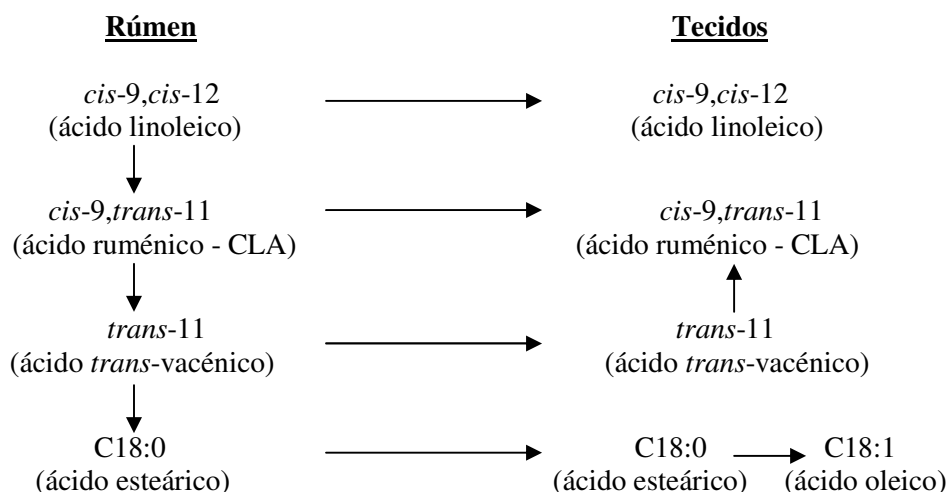 Rúmen Tecidos
cis-9,cis-12 cis-9,cis-12
(ácido linoleico) (ácido linoleico)
cis-9,trans-11 cis-9,trans-11
(ácido ruménico - CLA) (ácido ruménico - CLA)
trans-11 trans-11
(ácido trans-vacénico) (ácido trans-vacénico)
C18:0 C18:0 C18:1
(ácido esteárico) (ácido esteárico) (ácido oleico)